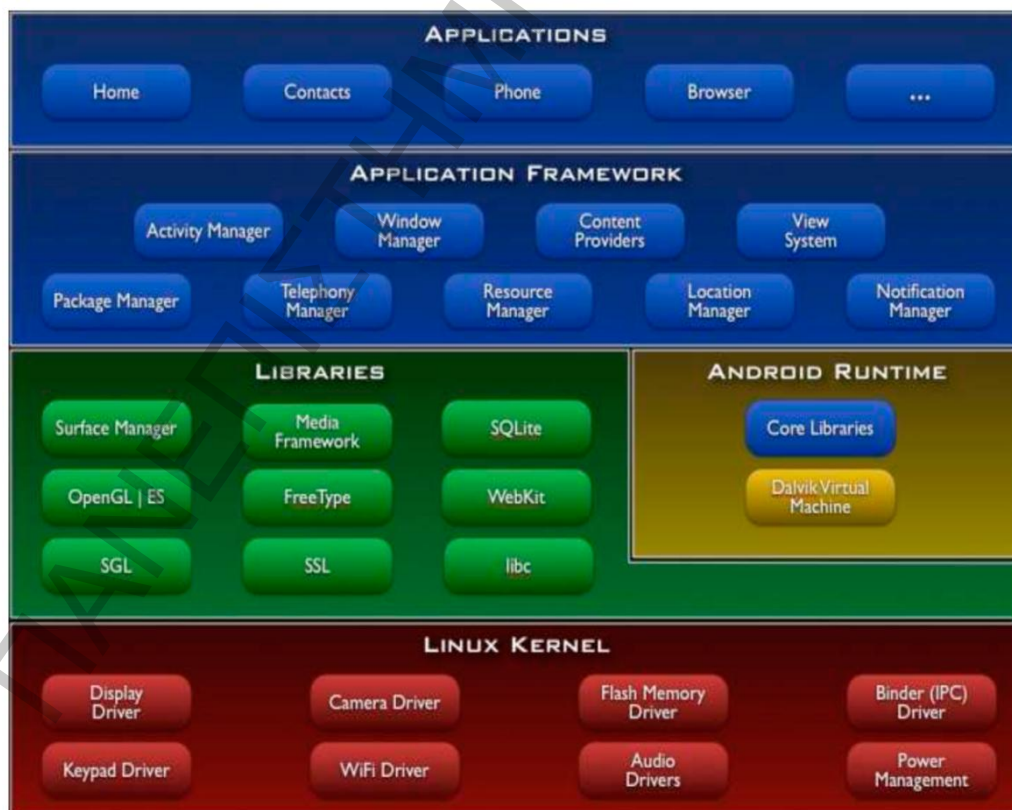 APPLICATIONS
Home
Contacts
Phone
Browser
...
APPLICATION FRAMEWORK
Activity Manager
Window
Manager
Content
Providers
View
System
Package Manager
Telephony
Manager
Resource
Manager
Location
Manager
Notification
Manager
LIBRARIES
Surface Manager
Media
Framework
SQLite
OpenGL | ES
FreeType
WebKit
SGL
SSL
libc
ANDROID RUNTIME
Core Libraries
Dalvik Virtual
Machine
LINUX KERNEL
Display
Driver
Camera Driver
Flash Memory
Driver
Binder (IPC)
Driver
Keypad Driver
WiFi Driver
Audio
Drivers
Power
Management